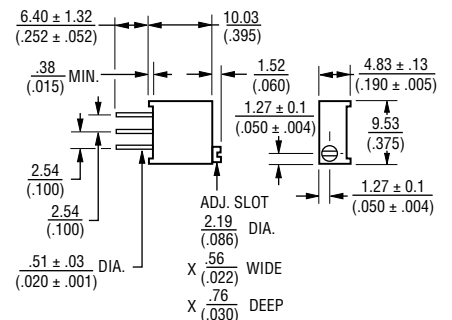 6.40 ± 1.32
(.252 ± .052)
10.03
(.395)
.38
(.015)
MIN.
1.52
(.060)
4.83 ± .13
(.190 ± .005)
1.27 ± 0.1
(.050 ± .004)
9.53
(.375)
2.54
(.100)
2.54
(.100)
1.27 ± 0.1
(.050 ± .004)
.51 ± .03
(.020 ± .001)
DIA.
ADJ. SLOT
2.19
(.086)
DIA.
X .56
(.022)
WIDE
X .76
(.030)
DEEP